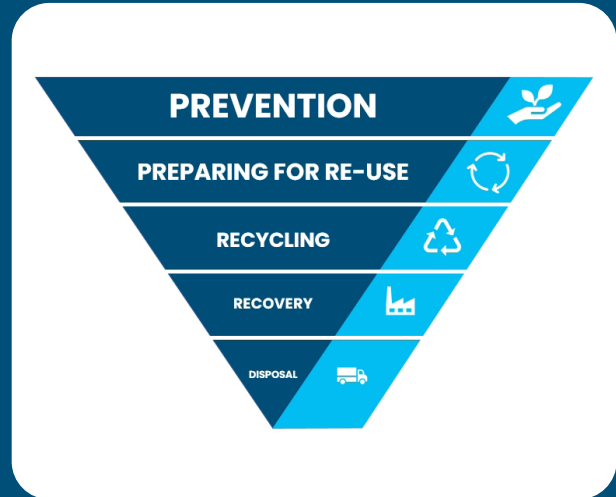 PREVENTION
PREPARING FOR RE-USE
RECYCLING
RECOVERY
DISPOSAL